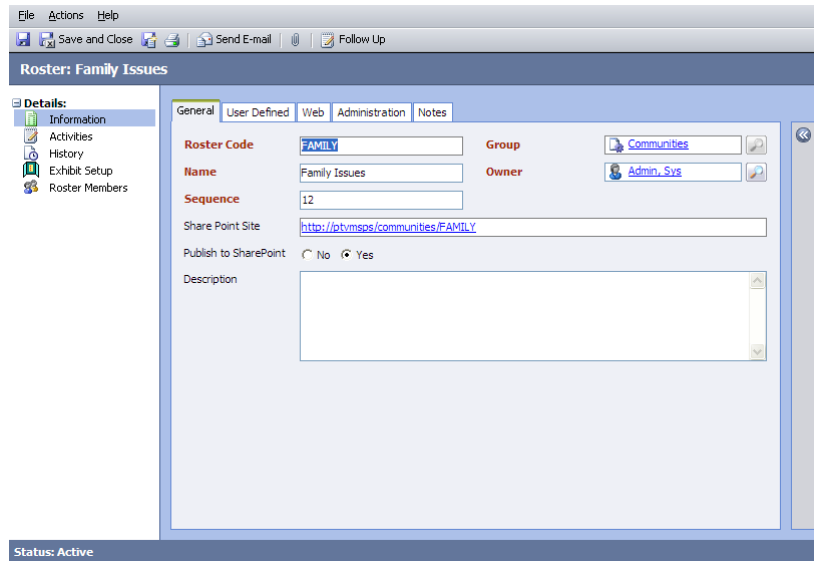 File Actions Help
Save and Close Send E-mail Follow Up
Roster: Family Issues
Details:
Information
Activities
History
Exhibit Setup
Roster Members
General User Defined Web Administration Notes
Roster Code FAMILY Group Communities
Name Family Issues Owner Admin, Sys
Sequence 12
Share Point Site http://ptvmsps/communities/FAMILY
Publish to SharePoint No Yes
Description
Status: Active